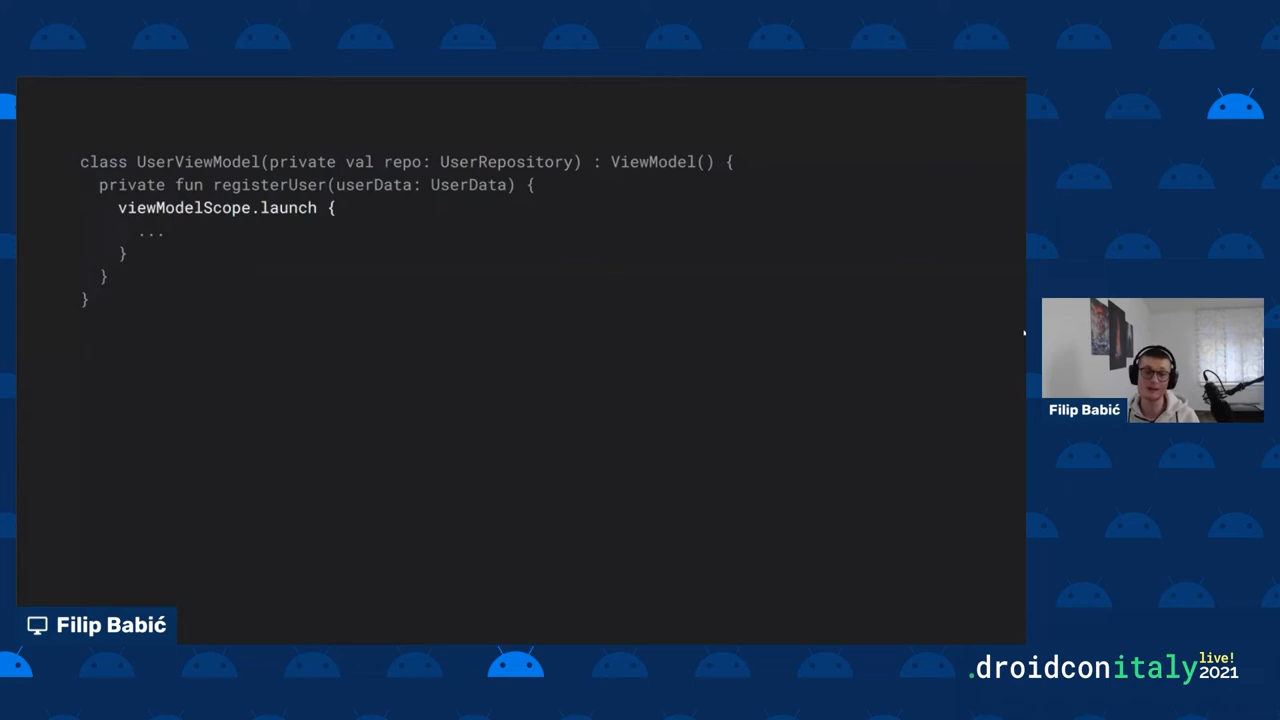 class UserViewModel(private val repo: UserRepository) : ViewModel() {
private fun registerUser(userData: UserData) {
viewModelScope.launch {
...
}
}
}
Filip Babić
Filip Babić
.droidconitaly live! 2021